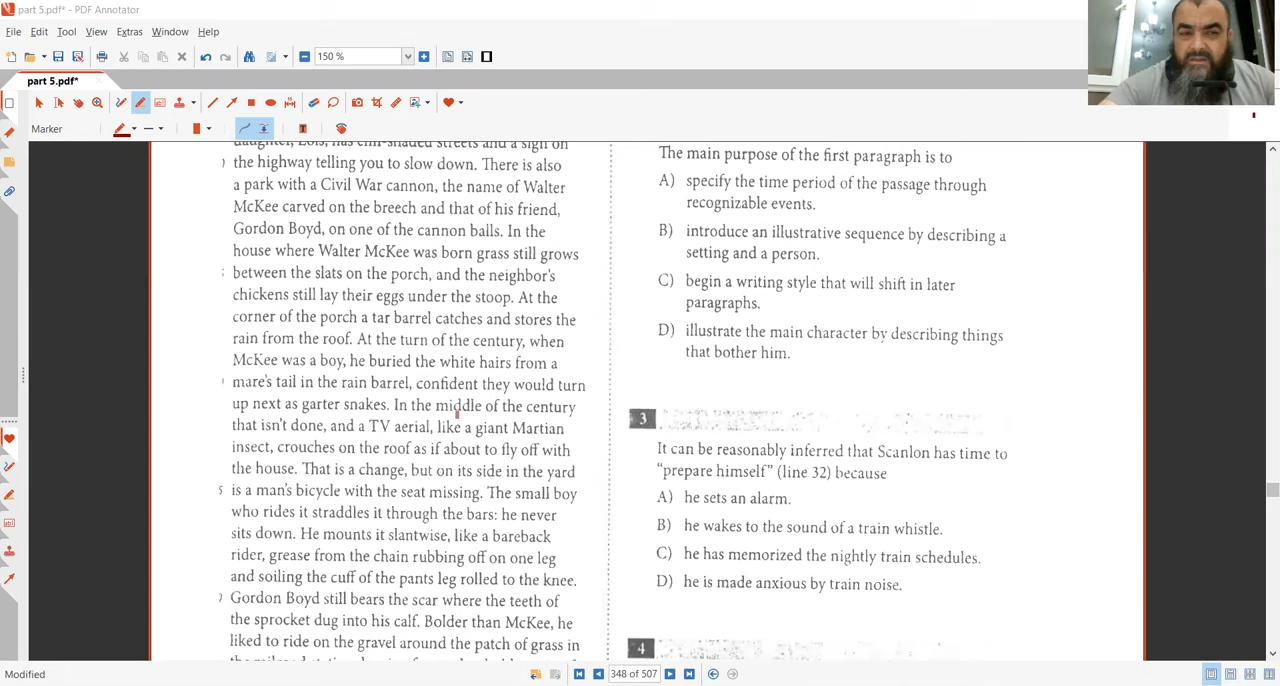 part 5.pdf* - PDF Annotator
File Edit Tool View Extras Window Help
150 %
part 5.pdf*
Marker
the highway telling you to slow down. There is also
a park with a Civil War cannon, the name of Walter
McKee carved on the breech and that of his friend,
Gordon Boyd, on one of the cannon balls. In the
house where Walter McKee was born grass still grows
between the slats on the porch, and the neighbor's
chickens still lay their eggs under the stoop. At the
corner of the porch a tar barrel catches and stores the
rain from the roof. At the turn of the century, when
McKee was a boy, he buried the white hairs from a
mare's tail in the rain barrel, confident they would turn
up next as garter snakes. In the middle of the century
that isn't done, and a TV aerial, like a giant Martian
insect, crouches on the roof as if about to fly off with
the house. That is a change, but on its side in the yard
is a man's bicycle with the seat missing. The small boy
who rides it straddles it through the bars: he never
sits down. He mounts it slantwise, like a bareback
rider, grease from the chain rubbing off on one leg
and soiling the cuff of the pants leg rolled to the knee.
Gordon Boyd still bears the scar where the teeth of
the sprocket dug into his calf. Bolder than McKee, he
liked to ride on the gravel around the patch of grass in
The main purpose of the first paragraph is to
A) specify the time period of the passage through
recognizable events.
B) introduce an illustrative sequence by describing a
setting and a person.
C) begin a writing style that will shift in later
paragraphs.
D) illustrate the main character by describing things
that bother him.
3
It can be reasonably inferred that Scanlon has time to
"prepare himself" (line 32) because
A) he sets an alarm.
B) he wakes to the sound of a train whistle.
C) he has memorized the nightly train schedules.
D) he is made anxious by train noise.
4
Modified
348 of 507